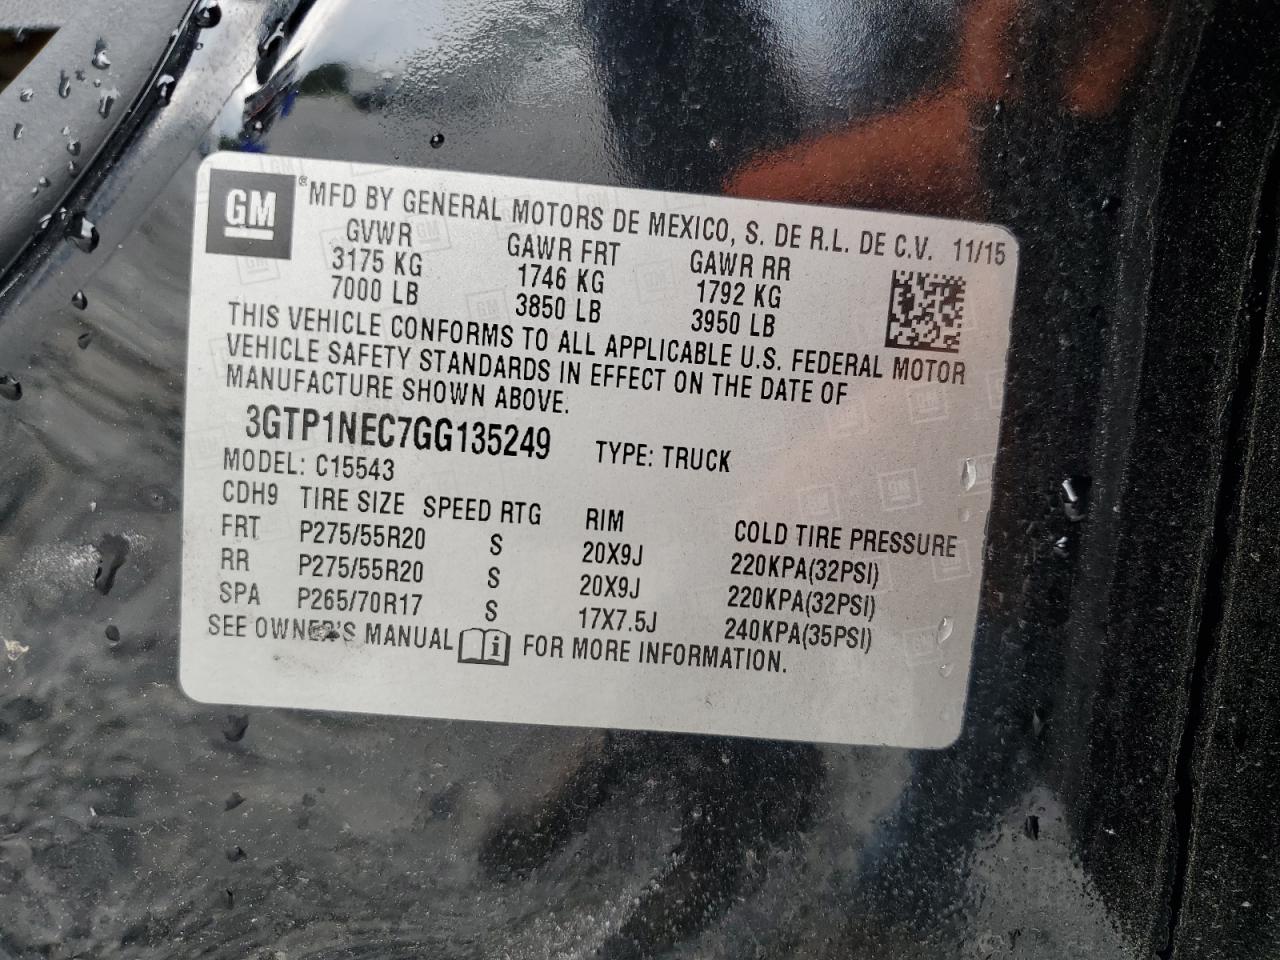 GM ® MFD BY GENERAL MOTORS DE MEXICO, S. DE R.L. DE C.V. 11/15
GVWR GAWR FRT GAWR RR
3175 KG 1746 KG 1792 KG
7000 LB 3850 LB 3950 LB
THIS VEHICLE CONFORMS TO ALL APPLICABLE U.S. FEDERAL MOTOR
VEHICLE SAFETY STANDARDS IN EFFECT ON THE DATE OF
MANUFACTURE SHOWN ABOVE.
3GTP1NEC7GG135249 TYPE: TRUCK
MODEL: C15543
CDH9 TIRE SIZE SPEED RTG RIM COLD TIRE PRESSURE
FRT P275/55R20 S 20X9J 220KPA(32PSI)
RR P275/55R20 S 20X9J 220KPA(32PSI)
SPA P265/70R17 S 17X7.5J 240KPA(35PSI)
SEE OWNER'S MANUAL i FOR MORE INFORMATION.